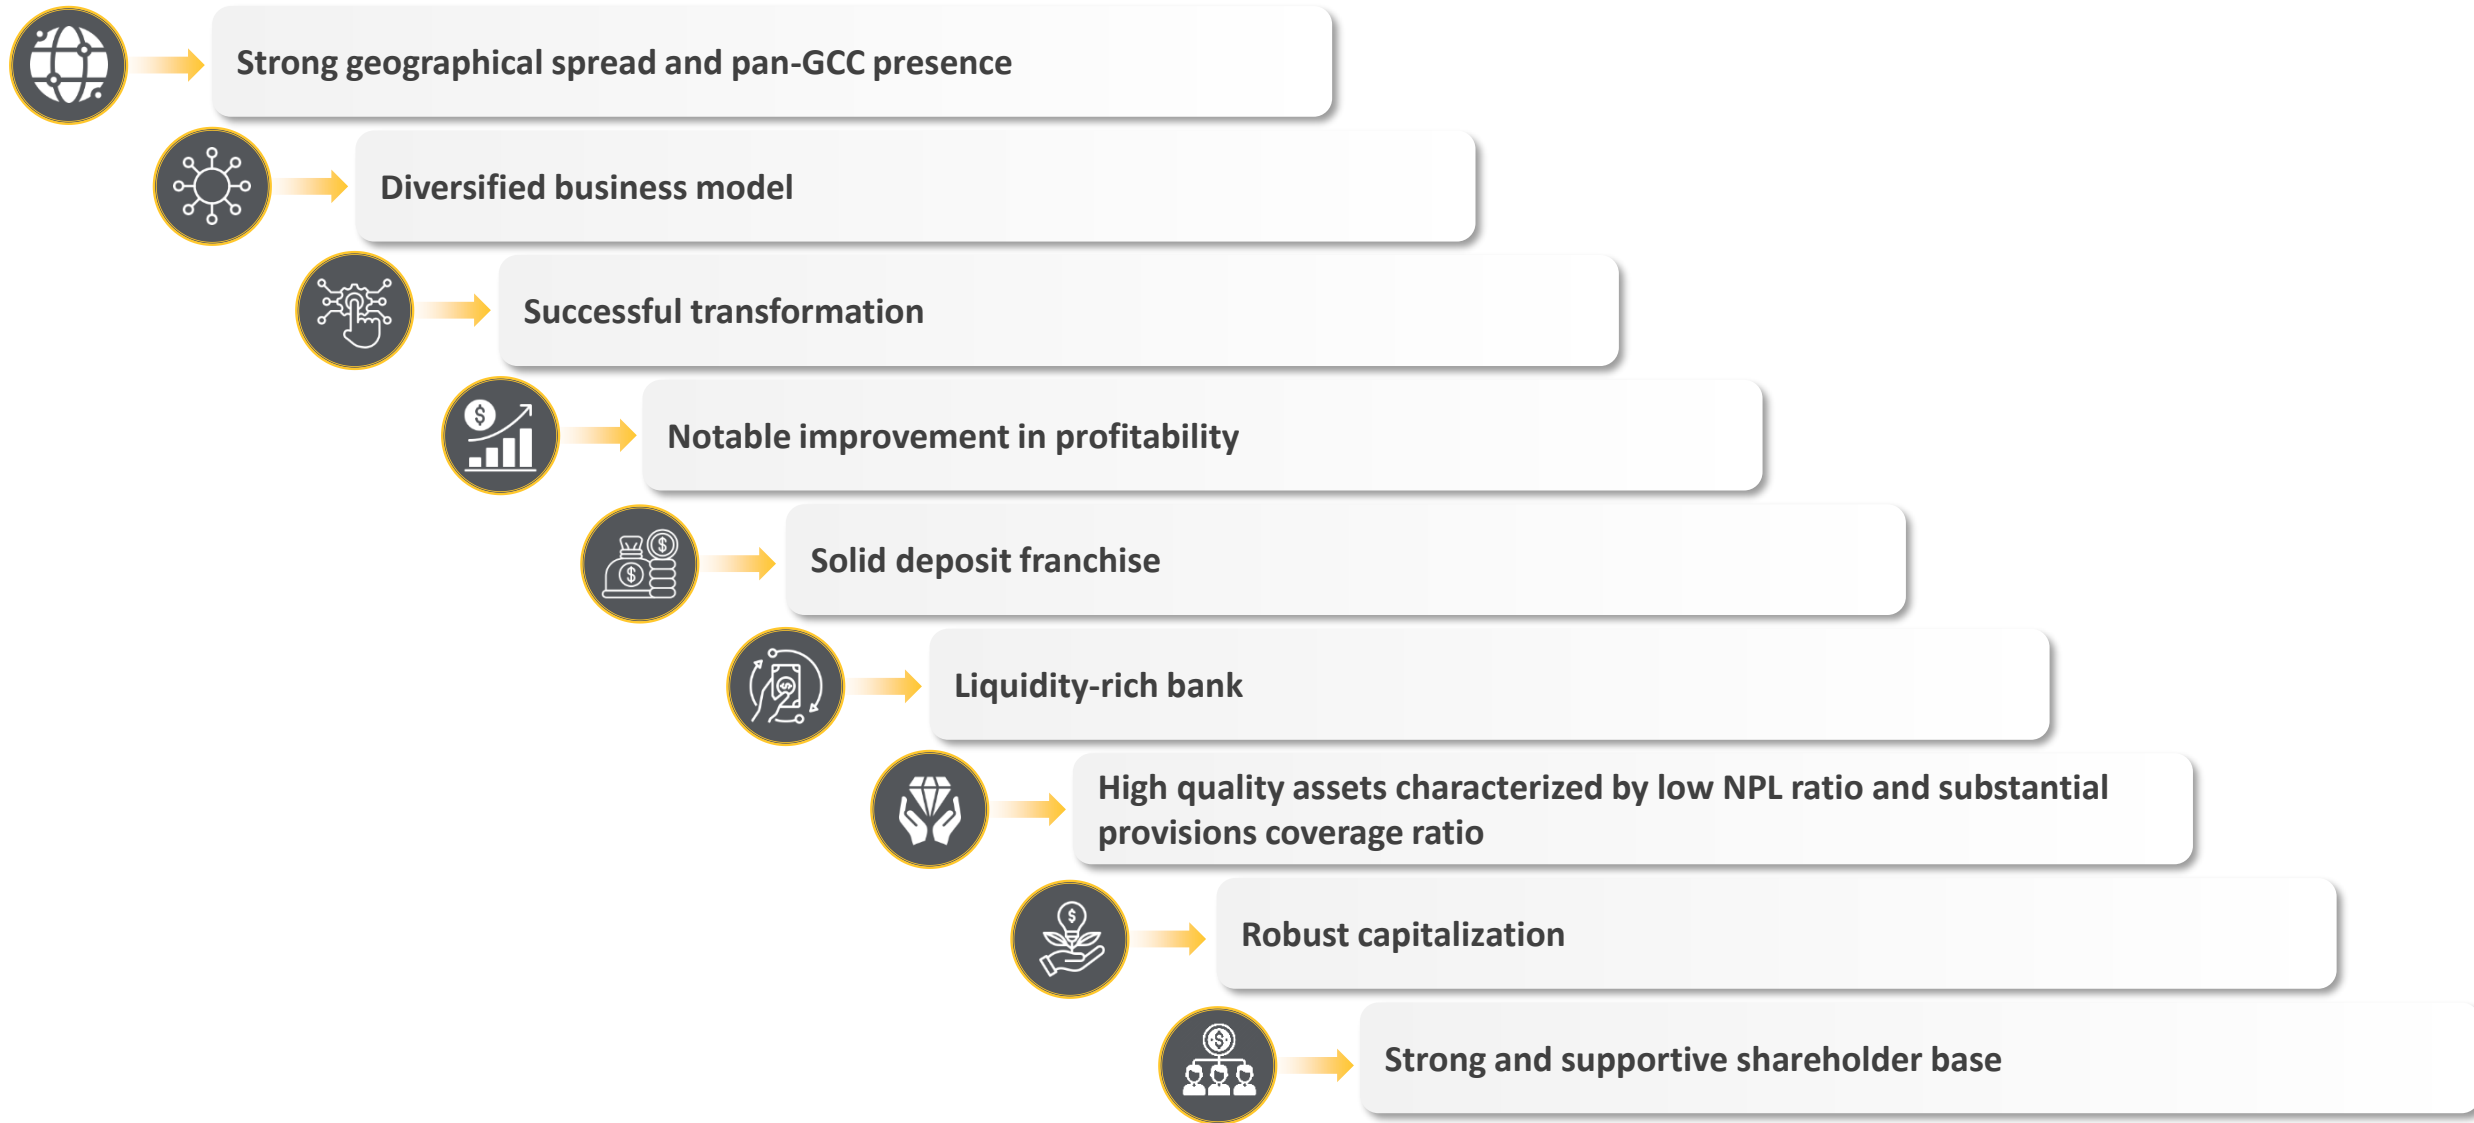 Strong geographical spread and pan-GCC presence
Diversified business model
Successful transformation
Notable improvement in profitability
Solid deposit franchise
Liquidity-rich bank
High quality assets characterized by low NPL ratio and substantial
provisions coverage ratio
Robust capitalization
Strong and supportive shareholder base